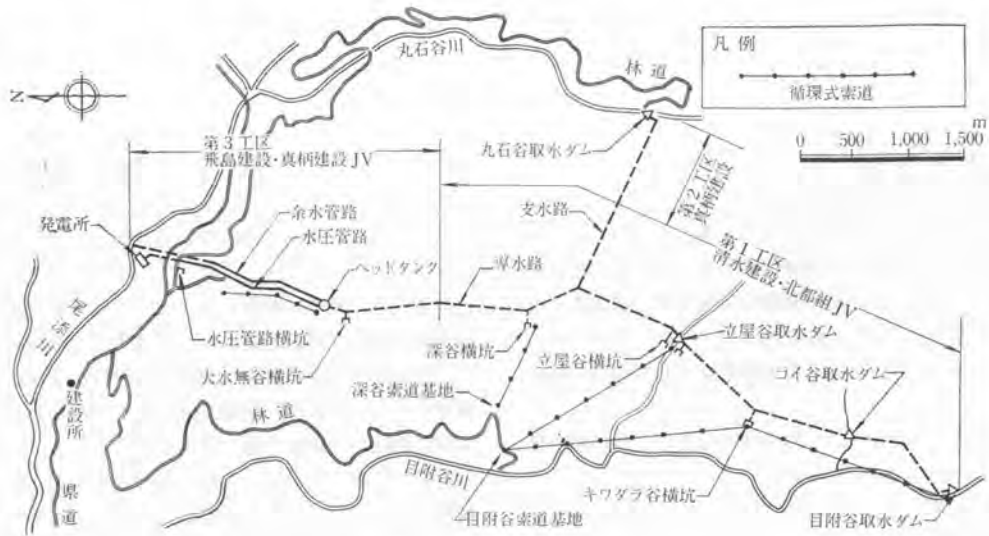 凡例
循環式索道
m
0 500 1,000 1,500
N
丸石谷川
林道
丸石谷取水ダム
第3工区
飛島建設・真柄建設JV
第2工区
真柄建設
第1工区
清水建設・北都組JV
発電所
余水管路
水圧管路
ヘッドタンク
支水路
導水路
尾添川
水圧管路横坑
大水無谷横坑
深谷横坑
深谷索道基地
立屋谷横坑
立屋谷取水ダム
コイ谷取水ダム
建設所
林道
県道
目附谷川
目附谷索道基地
キワダラ谷横坑
目附谷取水ダム